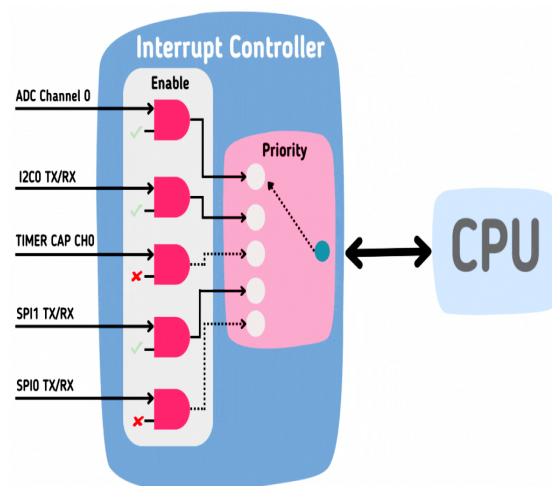 Interrupt Controller
Enable
ADC Channel 0
I2C0 TX/RX
TIMER CAP CH0
SPI1 TX/RX
SPI0 TX/RX
Priority
CPU